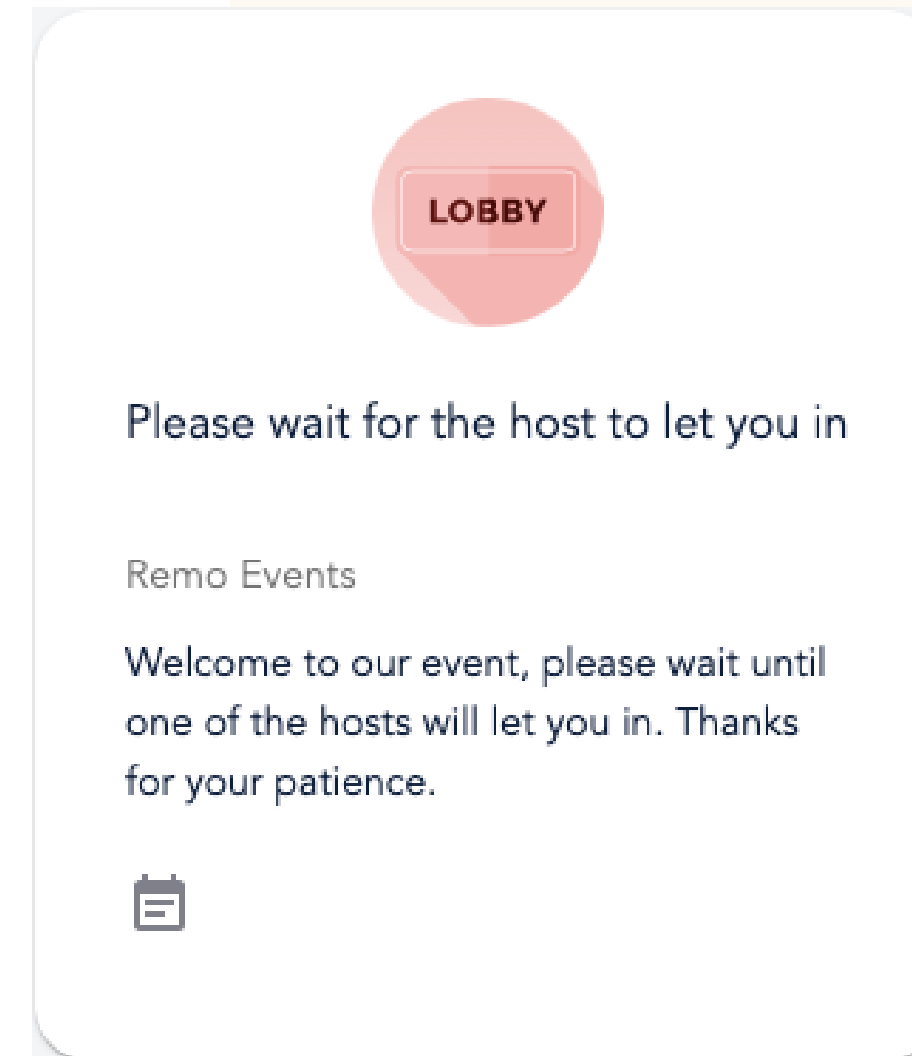 LOBBY
Please wait for the host to let you in
Remo Events
Welcome to our event, please wait until
one of the hosts will let you in. Thanks
for your patience.